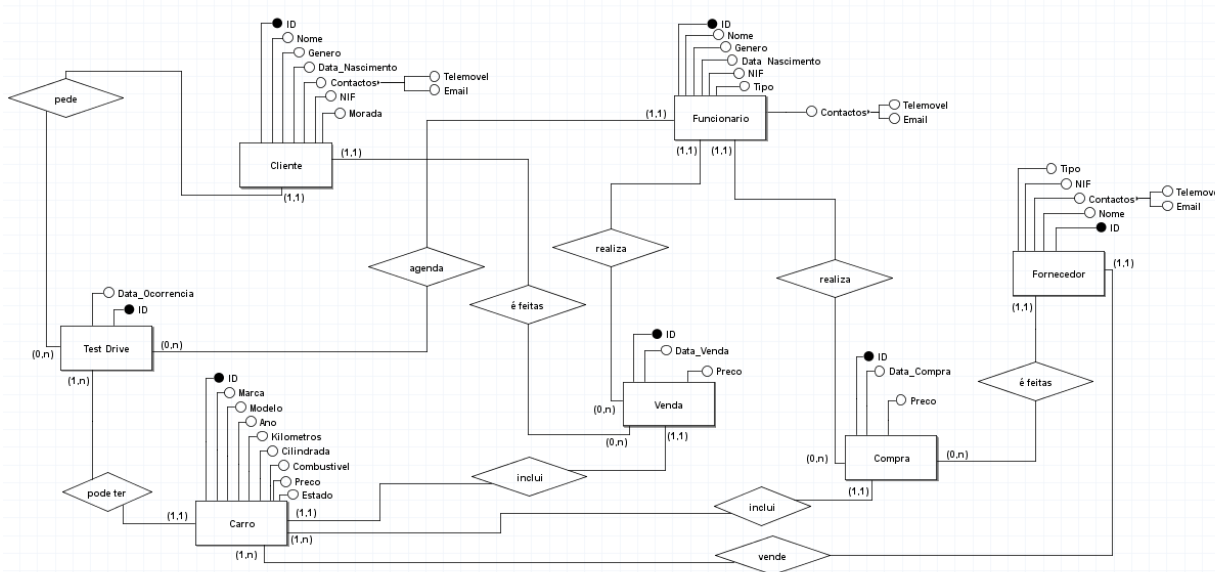 ID
Nome
Genero
Data_Nascimento
Contactos*
Telemovel
Email
NIF
Morada
Cliente
(1,1)
(1,1)
pede
ID
Nome
Genero
Data Nascimento
NIF
Tipo
Funcionario
Contactos*
Telemovel
Email
(1,1)
(1,1)
(1,1)
Tipo
NIF
Contactos*
Telemove
Email
Nome
ID
Fornecedor
(1,1)
(1,1)
realiza
agenda
realiza
é feitas
Data_Ocorrencia
ID
Test Drive
(0,n)
(0,n)
(1,n)
ID
Data_Venda
Preco
Venda
(0,n)
(0,n)
(1,1)
ID
Data_Compra
Preco
Compra
(0,n)
(0,n)
(1,1)
é feitas
ID
Marca
Modelo
Ano
Kilometros
Cilindrada
Combustivel
Preco
Estado
Carro
(1,1)
(1,1)
(1,n)
(1,n)
pode ter
inclui
inclui
vende